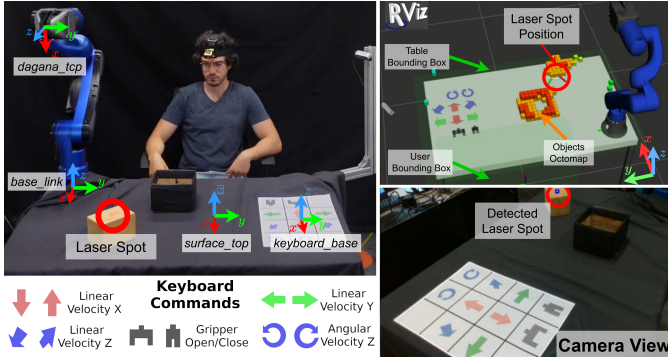 z
y
x
dagana_tcp
base_link
z
y
x
Laser Spot
z
y
x
surface_top
z
y
x
keyboard_base
Keyboard
Commands
Linear
Velocity X
Linear
Velocity Y
Linear
Velocity Z
Gripper
Open/Close
Angular
Velocity Z
RViz
Laser Spot
Position
Table
Bounding Box
User
Bounding Box
Objects
Octomap
x
y
z
Detected
Laser Spot
Camera View